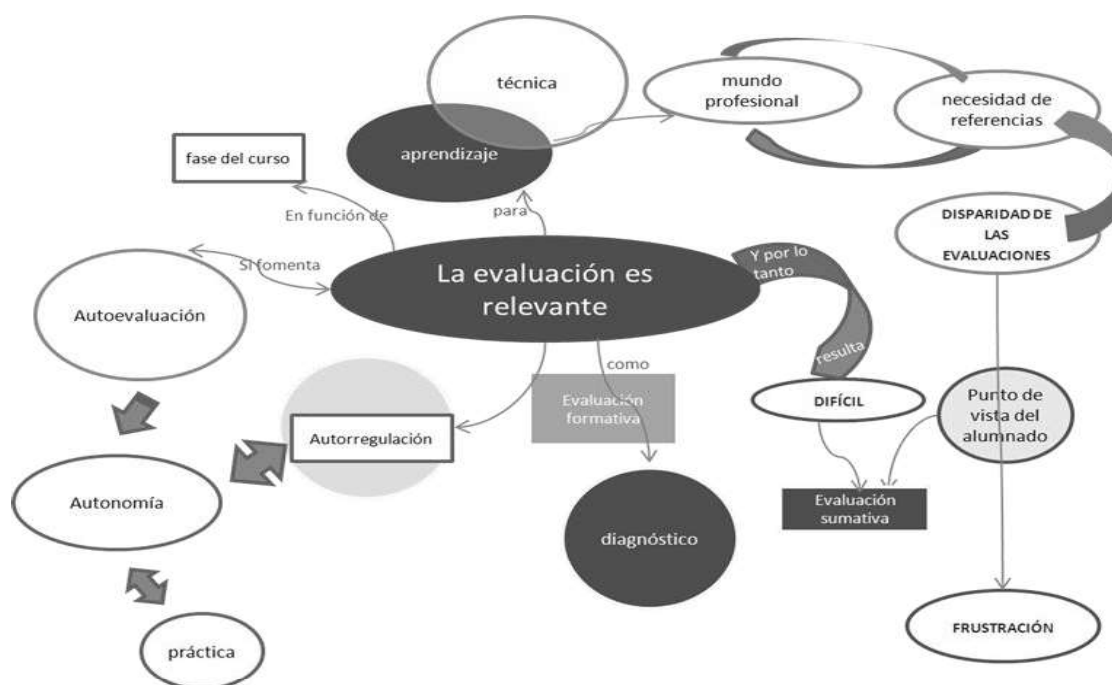 técnica
mundo
profesional
necesidad de
referencias
aprendizaje
fase del curso
En función de
para
DISPARIDAD DE
LAS
EVALUACIONES
Si fomenta
La evaluación es
relevante
Y por lo
tanto
resulta
Autoevaluación
como
Evaluación
formativa
DIFÍCIL
Punto de
vista del
alumnado
Autorregulación
Autonomía
Evaluación
sumativa
diagnóstico
FRUSTRACIÓN
práctica